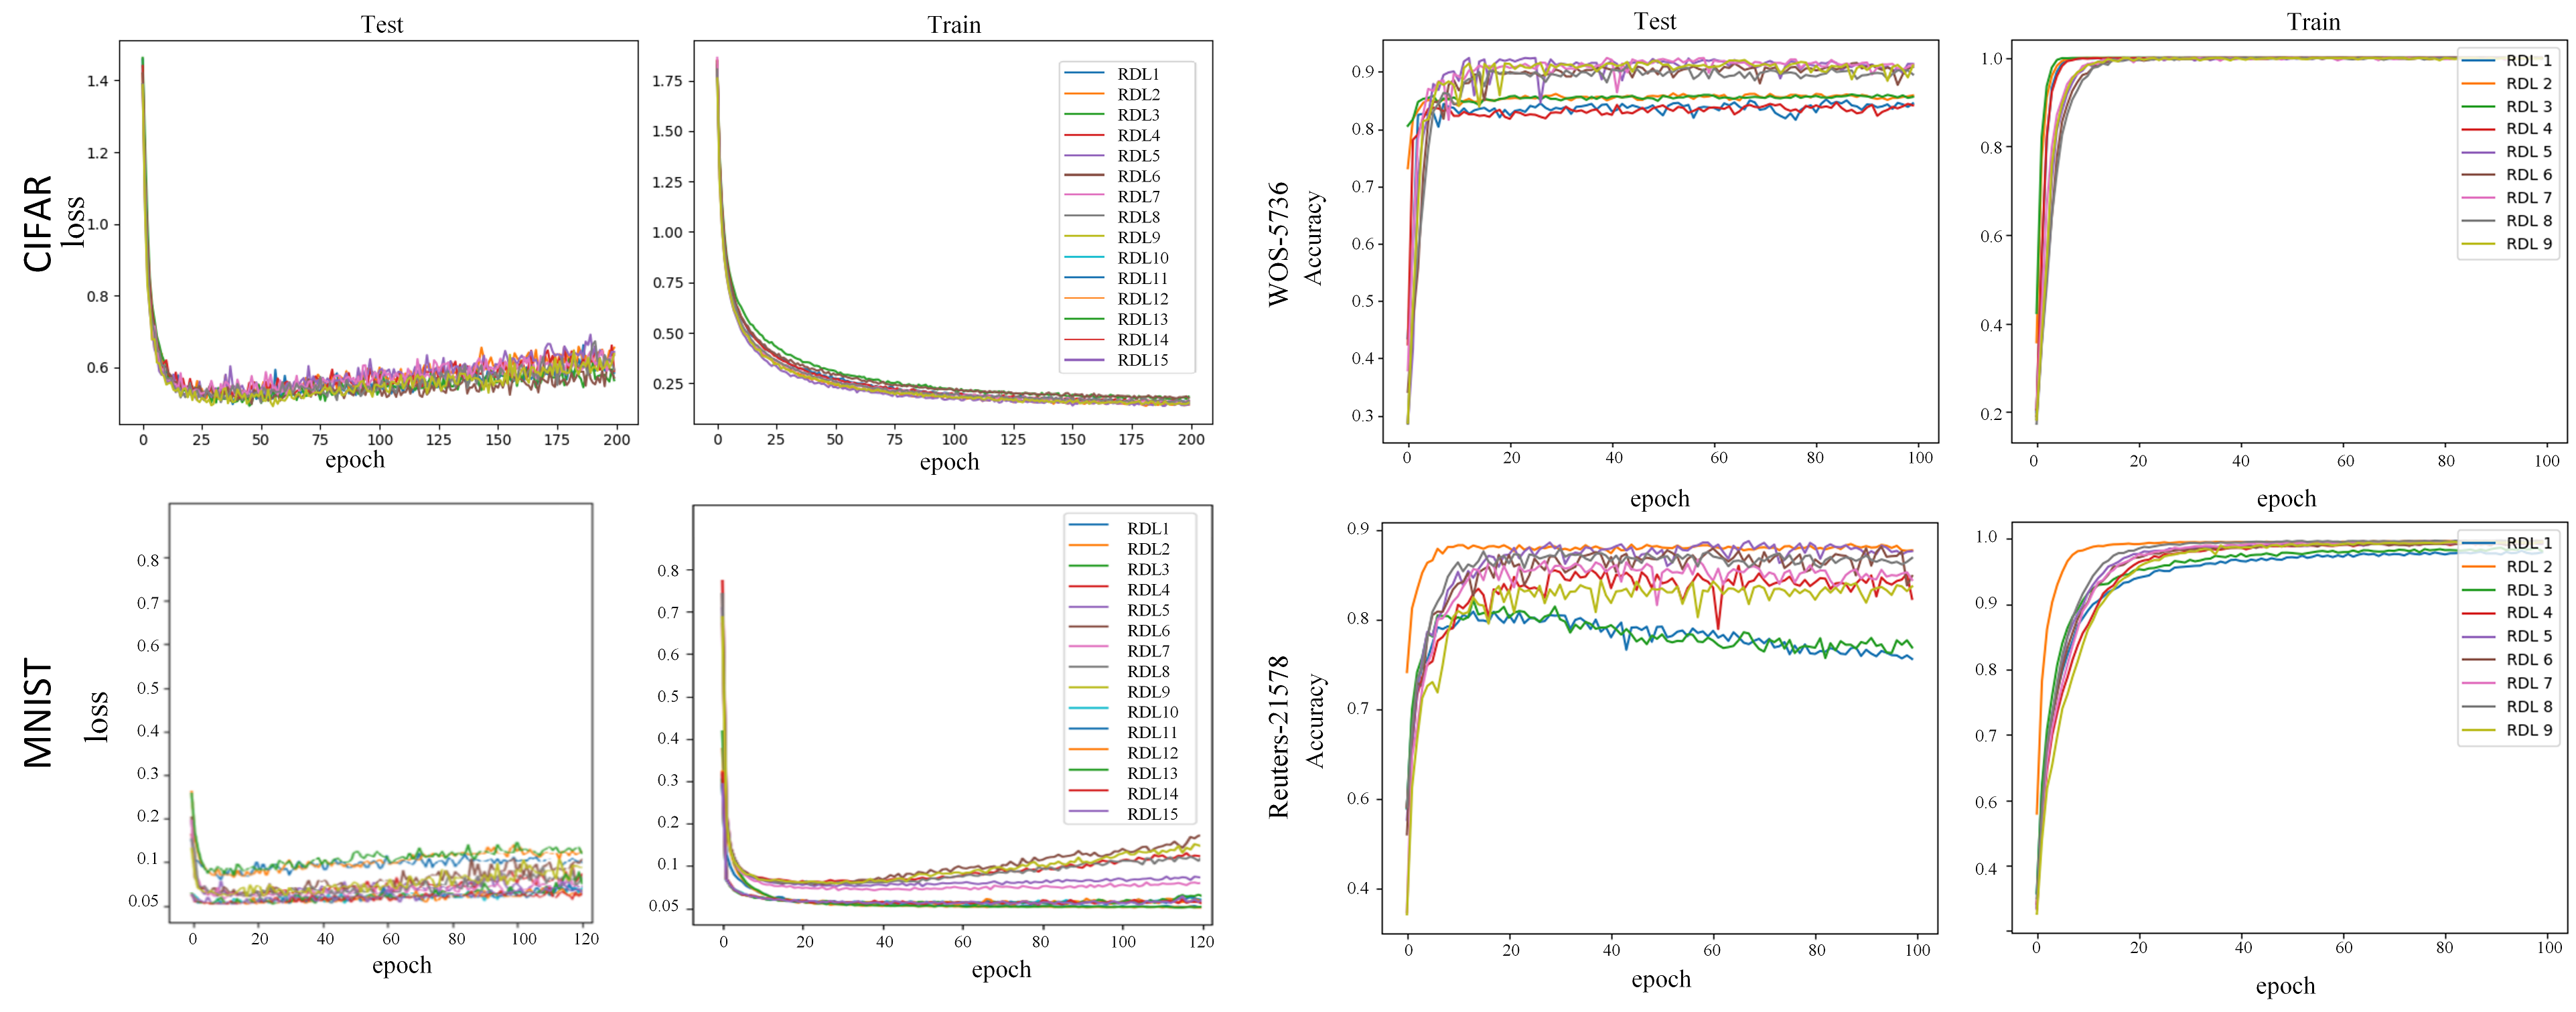 Test
Train
CIFAR
loss
1.4
1.2
1.0
0.8
0.6
0 25 50 75 100 125 150 175 200
epoch
1.75
1.50
1.25
1.00
0.75
0.50
0.25
0 25 50 75 100 125 150 175 200
epoch
RDL1
RDL2
RDL3
RDL4
RDL5
RDL6
RDL7
RDL8
RDL9
RDL10
RDL11
RDL12
RDL13
RDL14
RDL15
Test
Train
WOS-5736
Accuracy
0.9
0.8
0.7
0.6
0.5
0.4
0.3
0 20 40 60 80 100
epoch
1.0
0.8
0.6
0.4
0.2
0 20 40 60 80 100
epoch
RDL 1
RDL 2
RDL 3
RDL 4
RDL 5
RDL 6
RDL 7
RDL 8
RDL 9
MNIST
loss
0.8
0.7
0.6
0.5
0.4
0.3
0.2
0.1
0.05
0 20 40 60 80 100 120
epoch
0.8
0.7
0.6
0.5
0.4
0.3
0.2
0.1
0.05
0 20 40 60 80 100 120
epoch
RDL1
RDL2
RDL3
RDL4
RDL5
RDL6
RDL7
RDL8
RDL9
RDL10
RDL11
RDL12
RDL13
RDL14
RDL15
Reuters-21578
Accuracy
0.9
0.8
0.7
0.6
0.4
0 20 40 60 80 100
epoch
1.0
0.9
0.8
0.7
0.6
0.4
0 20 40 60 80 100
epoch
RDL 1
RDL 2
RDL 3
RDL 4
RDL 5
RDL 6
RDL 7
RDL 8
RDL 9